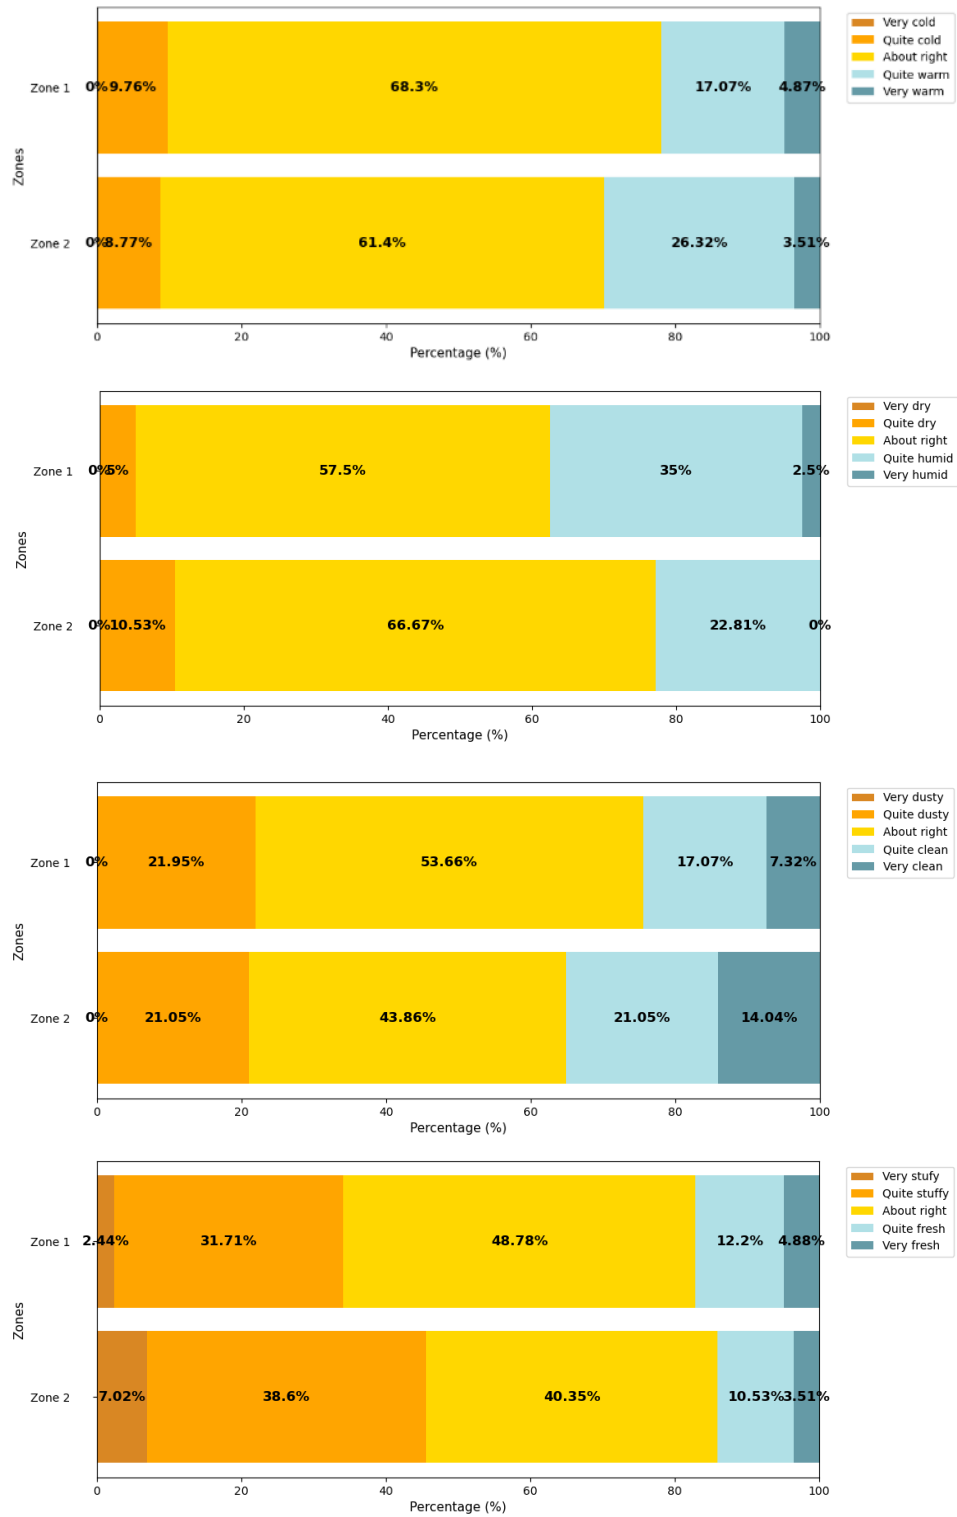 Very cold
Quite cold
About right
Quite warm
Very warm
Zone 1
0% 9.76% 68.3% 17.07% 4.87%
Zones
Zone 2
0% 8.77% 61.4% 26.32% 3.51%
0 20 40 60 80 100
Percentage (%)
Very dry
Quite dry
About right
Quite humid
Very humid
Zone 1
0% 5% 57.5% 35% 2.5%
Zones
Zone 2
0% 10.53% 66.67% 22.81% 0%
0 20 40 60 80 100
Percentage (%)
Very dusty
Quite dusty
About right
Quite clean
Very clean
Zone 1
0% 21.95% 53.66% 17.07% 7.32%
Zones
Zone 2
0% 21.05% 43.86% 21.05% 14.04%
0 20 40 60 80 100
Percentage (%)
Very stufy
Quite stuffy
About right
Quite fresh
Very fresh
Zone 1
2.44% 31.71% 48.78% 12.2% 4.88%
Zones
Zone 2
7.02% 38.6% 40.35% 10.53% 3.51%
0 20 40 60 80 100
Percentage (%)